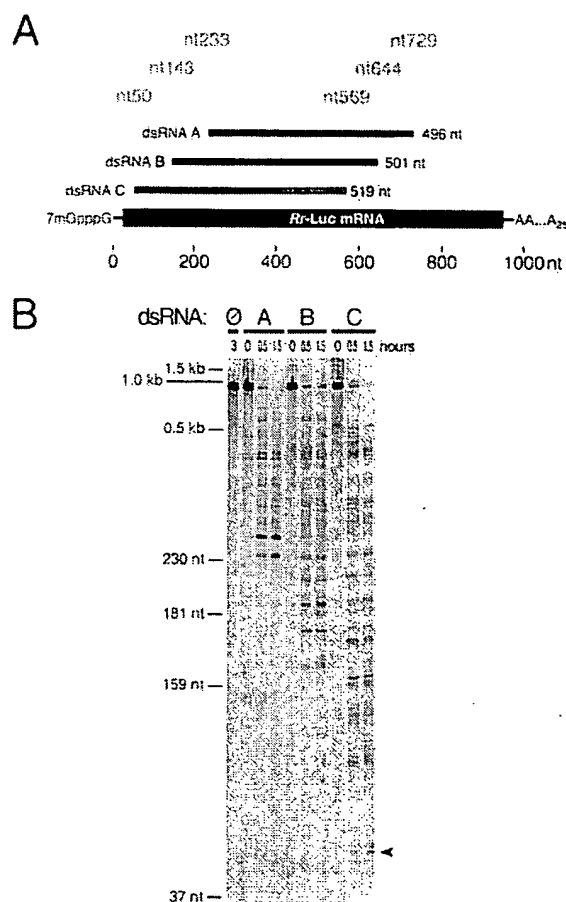 A
nt233 nt729
nt143 nt644
nt50 nt569
dsRNA A 496 nt
dsRNA B 501 nt
dsRNA C 519 nt
7mGpppG Rr-Luc mRNA AA...A25
0 200 400 600 800 1000nt
B
dsRNA: Ø A B C
3 0 0.5 1.5 0 0.5 1.5 0 0.5 1.5 hours
1.5 kb
1.0 kb
0.5 kb
230 nt
181 nt
159 nt
37 nt